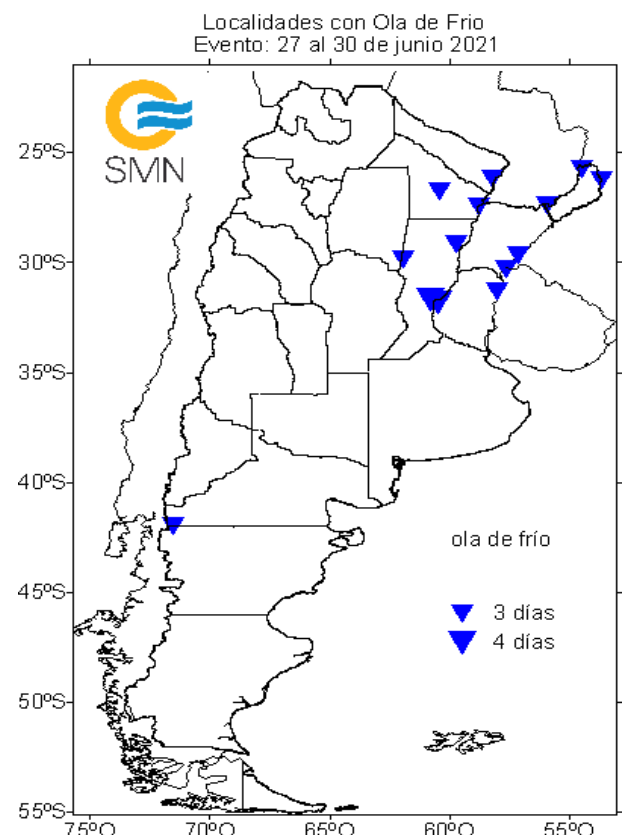 Localidades con Ola de Frio
Evento: 27 al 30 de junio 2021
SMN
25ºS
30ºS
35ºS
40ºS
45ºS
50ºS
55ºS
ola de frío
3 días
4 días
75ºO
70ºO
65ºO
60ºO
55ºO